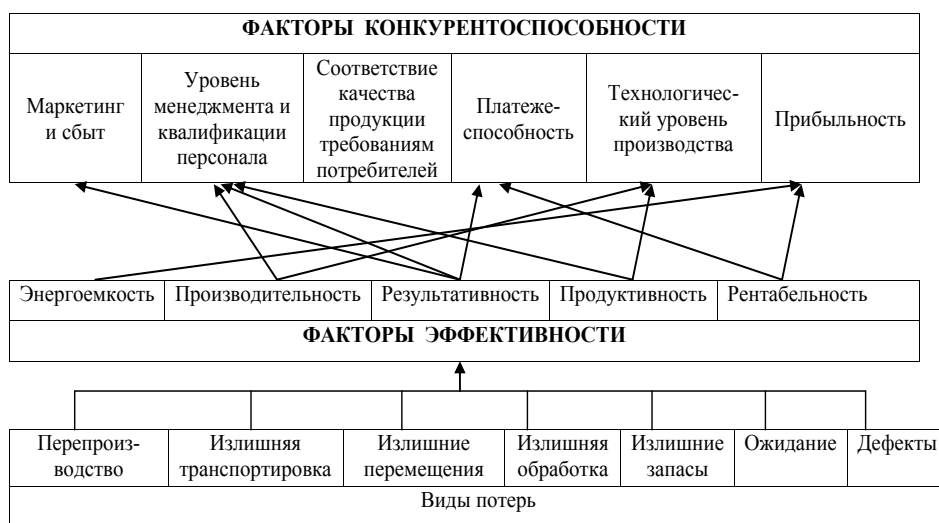 ФАКТОРЫ КОНКУРЕНТОСПОСОБНОСТИ
Маркетинг
и сбыт
Уровень
менеджмента и
квалификации
персонала
Соответствие
качества
продукции
требованиям
потребителей
Платеже-
способность
Технологичес-
кий уровень
производства
Прибыльность
Энергоемкость
Производительность
Результативность
Продуктивность
Рентабельность
ФАКТОРЫ ЭФФЕКТИВНОСТИ
Перепроиз-
водство
Излишняя
транспортировка
Излишние
перемещения
Излишняя
обработка
Излишние
запасы
Ожидание
Дефекты
Виды потерь